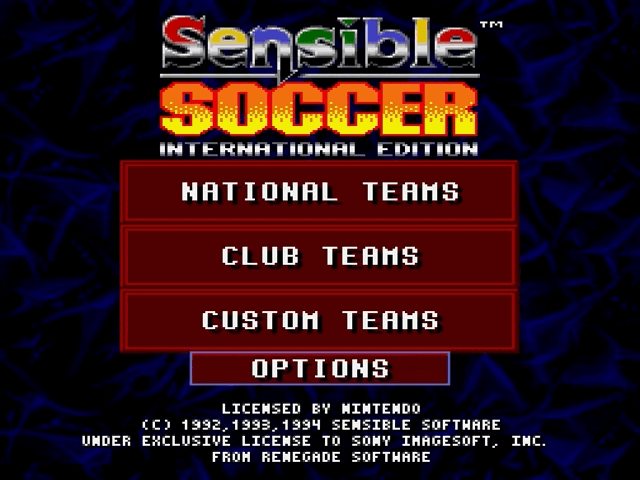 Sensible™
SOCCER
INTERNATIONAL EDITION
NATIONAL TEAMS
CLUB TEAMS
CUSTOM TEAMS
OPTIONS
LICENSED BY NINTENDO
(C) 1992,1993,1994 SENSIBLE SOFTWARE
UNDER EXCLUSIVE LICENSE TO SONY IMAGESOFT, INC.
FROM RENEGADE SOFTWARE